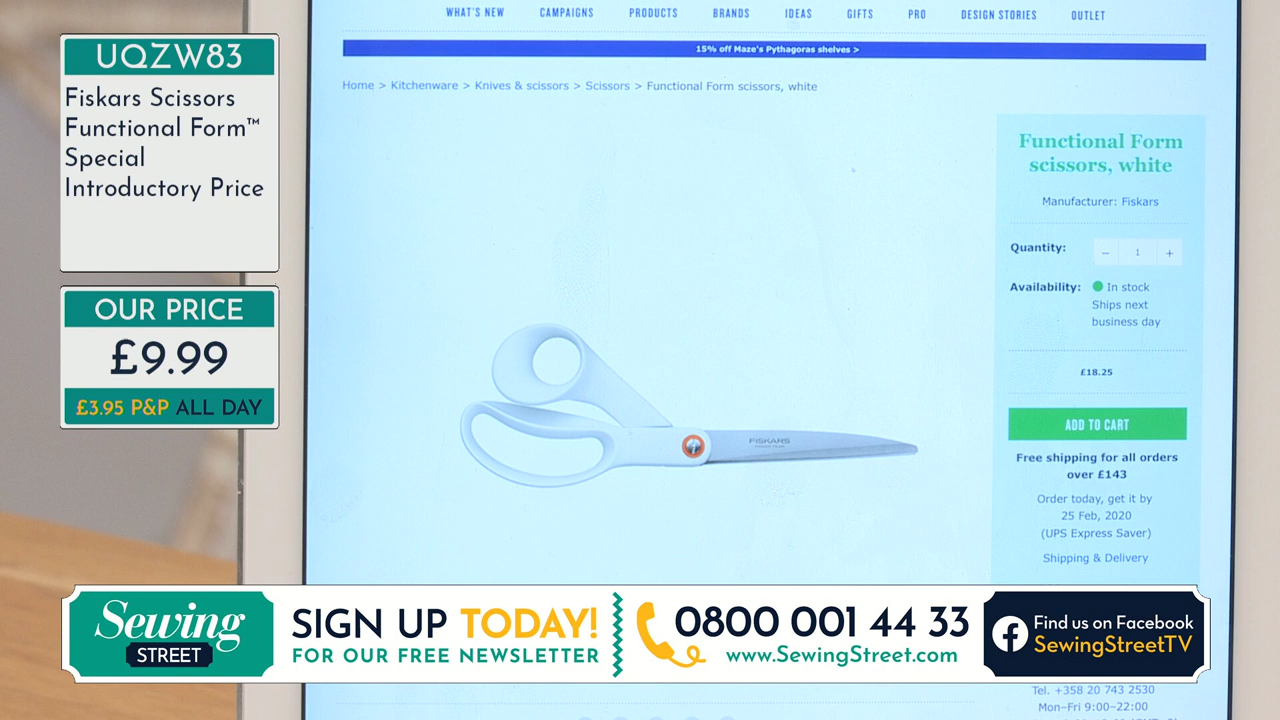 UQZW83
Fiskars Scissors
Functional Form™
Special
Introductory Price
OUR PRICE
£9.99
£3.95 P&P ALL DAY
WHAT'S NEW CAMPAIGNS PRODUCTS BRANDS IDEAS GIFTS PRO DESIGN STORIES OUTLET
15% off Maze's Pythagoras shelves >
Home > Kitchenware > Knives & scissors > Scissors > Functional Form scissors, white
FISKARS
Functional Form
scissors, white
Manufacturer: Fiskars
Quantity: − 1 +
Availability: In stock
Ships next
business day
£18.25
ADD TO CART
Free shipping for all orders
over £143
Order today, get it by
25 Feb, 2020
(UPS Express Saver)
Shipping & Delivery
Sewing
STREET
SIGN UP TODAY!
FOR OUR FREE NEWSLETTER
0800 001 44 33
www.SewingStreet.com
Find us on Facebook
SewingStreetTV
Tel. +358 20 743 2530
Mon–Fri 9:00–22:00